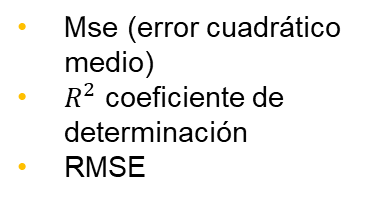 • Mse (error cuadrático
medio)
• R² coeficiente de
determinación
• RMSE